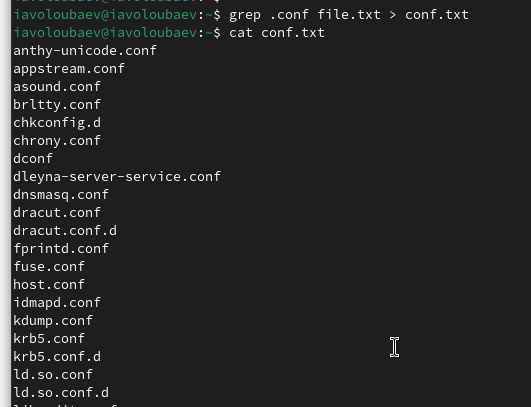 iavoloubaev@iavoloubaev:~$ 
iavoloubaev@iavoloubaev:~$ grep .conf file.txt > conf.txt
iavoloubaev@iavoloubaev:~$ cat conf.txt
anthy-unicode.conf
appstream.conf
asound.conf
brltty.conf
chkconfig.d
chrony.conf
dconf
dleyna-server-service.conf
dnsmasq.conf
dracut.conf
dracut.conf.d
fprintd.conf
fuse.conf
host.conf
idmapd.conf
kdump.conf
krb5.conf
krb5.conf.d
ld.so.conf
ld.so.conf.d